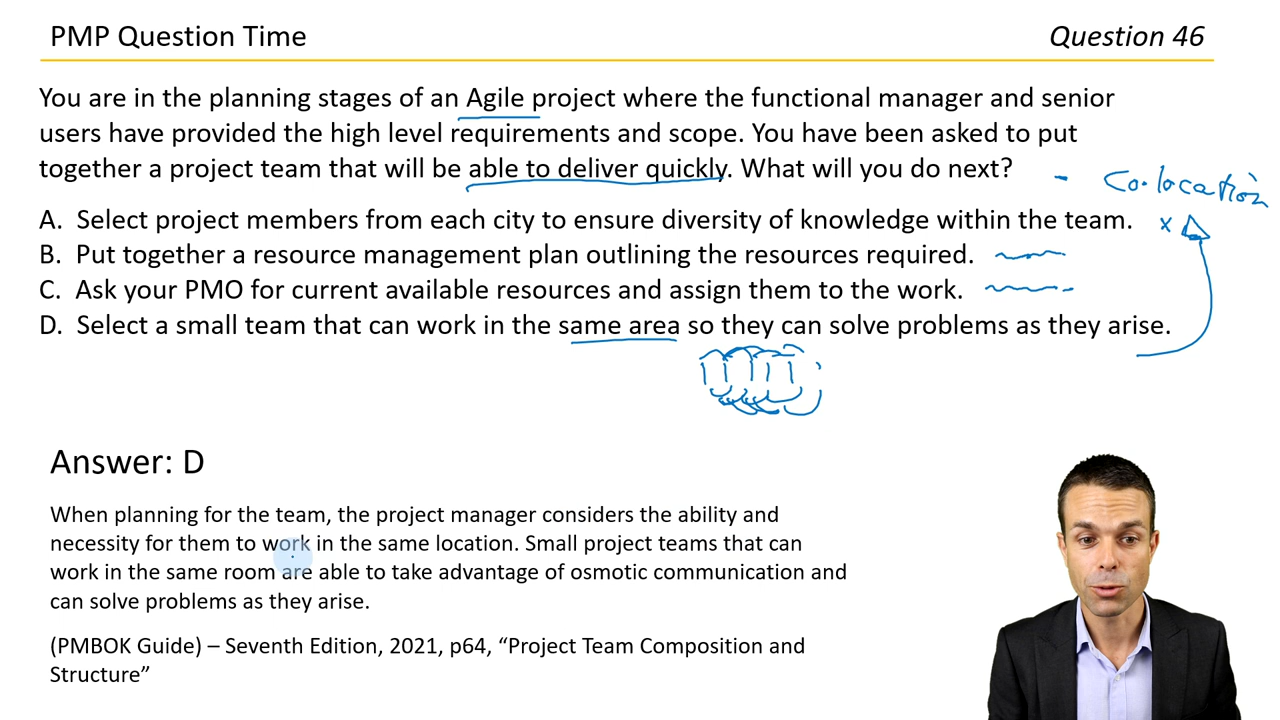 PMP Question Time
Question 46
You are in the planning stages of an Agile project where the functional manager and senior
users have provided the high level requirements and scope. You have been asked to put
together a project team that will be able to deliver quickly. What will you do next?
- Co-location
A. Select project members from each city to ensure diversity of knowledge within the team.
x
B. Put together a resource management plan outlining the resources required.
C. Ask your PMO for current available resources and assign them to the work.
D. Select a small team that can work in the same area so they can solve problems as they arise.
Answer: D
When planning for the team, the project manager considers the ability and
necessity for them to work in the same location. Small project teams that can
work in the same room are able to take advantage of osmotic communication and
can solve problems as they arise.
(PMBOK Guide) – Seventh Edition, 2021, p64, “Project Team Composition and
Structure”